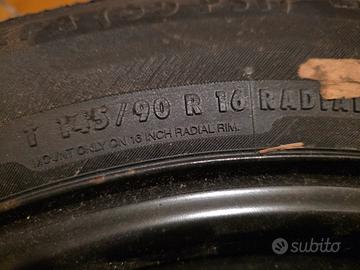 T 145/90 R 16 RADIAL
MOUNT ONLY ON 16 INCH RADIAL RIM.
subito